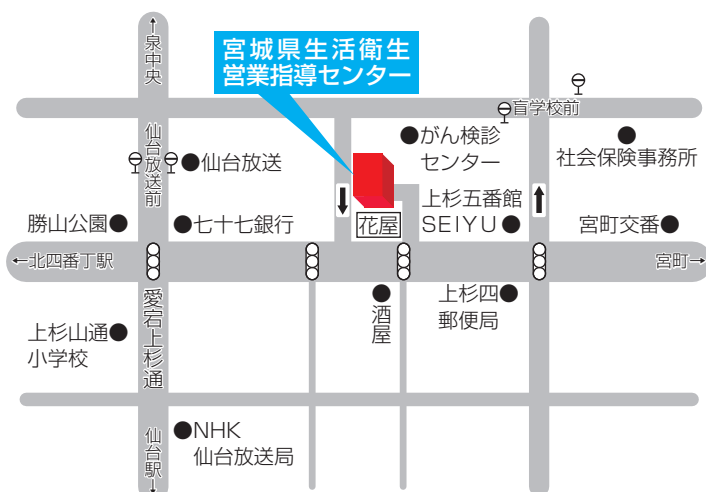 ↑泉中央
宮城県生活衛生
営業指導センター
盲学校前
仙台放送前
●仙台放送
●がん検診
センター
社会保険事務所
勝山公園●
●七十七銀行
花屋
上杉五番館
SEIYU●
宮町交番●
←北四番丁駅
宮町→
愛宕上杉通
上杉山通●
小学校
酒屋
上杉四
郵便局
●NHK
仙台放送局
仙台駅